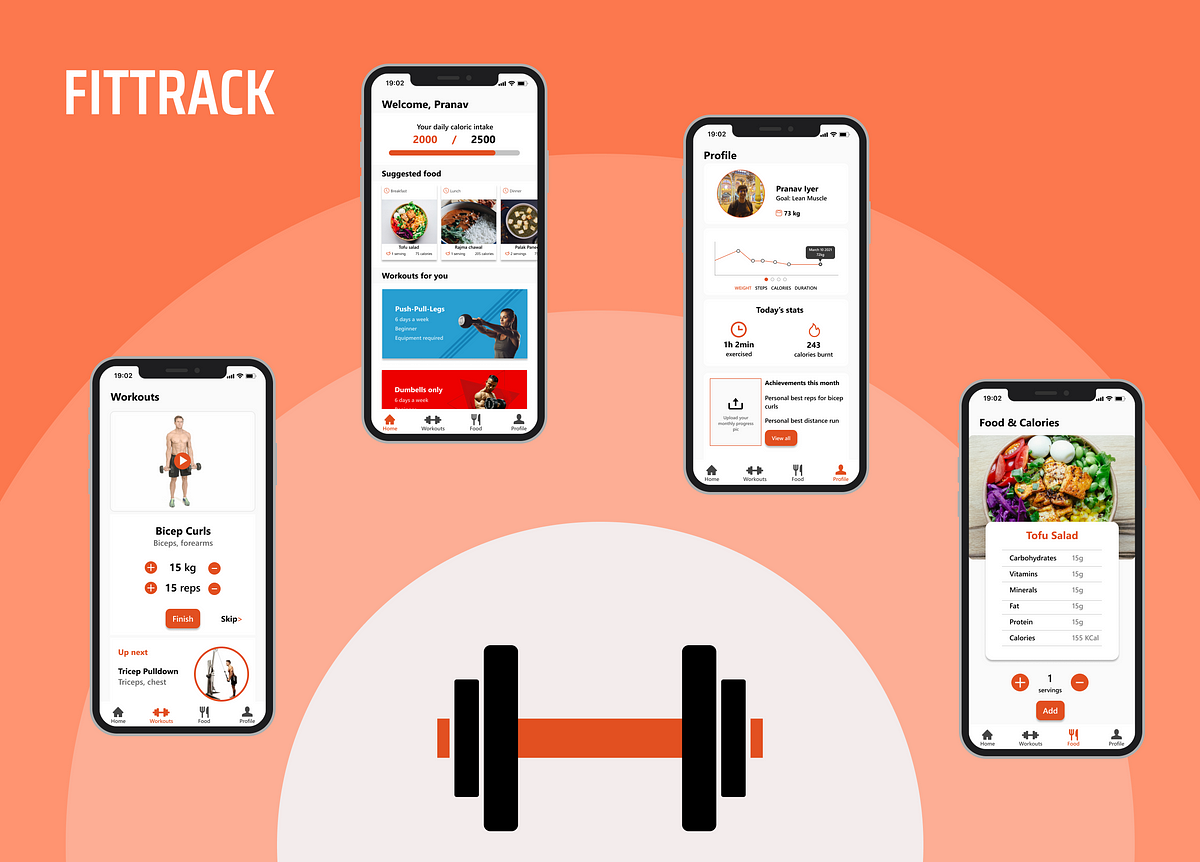 FITTRACK
19:02
Welcome, Pranav
Your daily caloric intake
2000 / 2500
Suggested food
Breakfast
Lunch
Dinner
Tofu salad
Rajma chawal
Palak Pane
1 serving
75 calories
205 calories
2 servings
Workouts for you
Push-Pull-Legs
6 days a week
Beginner
Equipment required
Dumbells only
6 days a week
Home
Workouts
Food
Profile
19:02
Profile
Pranav Iyer
Goal: Lean Muscle
73 kg
March 10 2021
72kg
WEIGHT STEPS CALORIES DURATION
Today's stats
1h 2min
exercised
243
calories burnt
Upload your
monthly progress
pic
Achievements this month
Personal best reps for bicep
curls
Personal best distance run
View all
Home
Workouts
Food
Profile
19:02
Workouts
Bicep Curls
Biceps, forearms
15 kg
15 reps
Finish
Skip>
Up next
Tricep Pulldown
Triceps, chest
Home
Workouts
Food
Profile
19:02
Food & Calories
Tofu Salad
Carbohydrates 15g
Vitamins 15g
Minerals 15g
Fat 15g
Protein 15g
Calories 155 KCal
1
servings
Add
Home
Workouts
Food
Profile